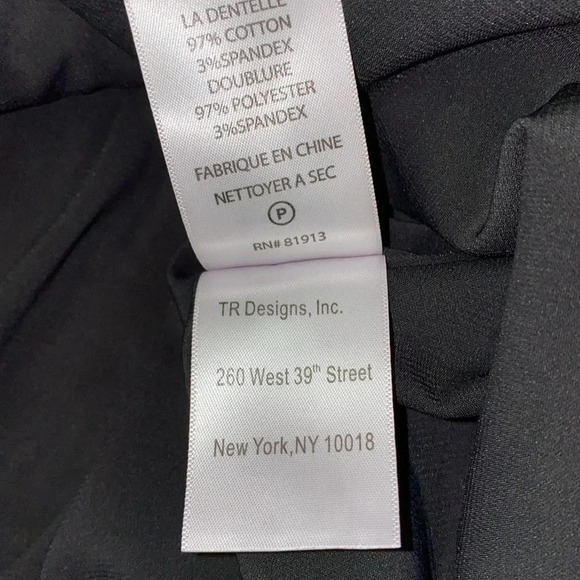 LA DENTELLE
97% COTTON
3%SPANDEX
DOUBLURE
97% POLYESTER
3%SPANDEX
FABRIQUE EN CHINE
NETTOYER A SEC
P
RN# 81913
TR Designs, Inc.
260 West 39th Street
New York,NY 10018